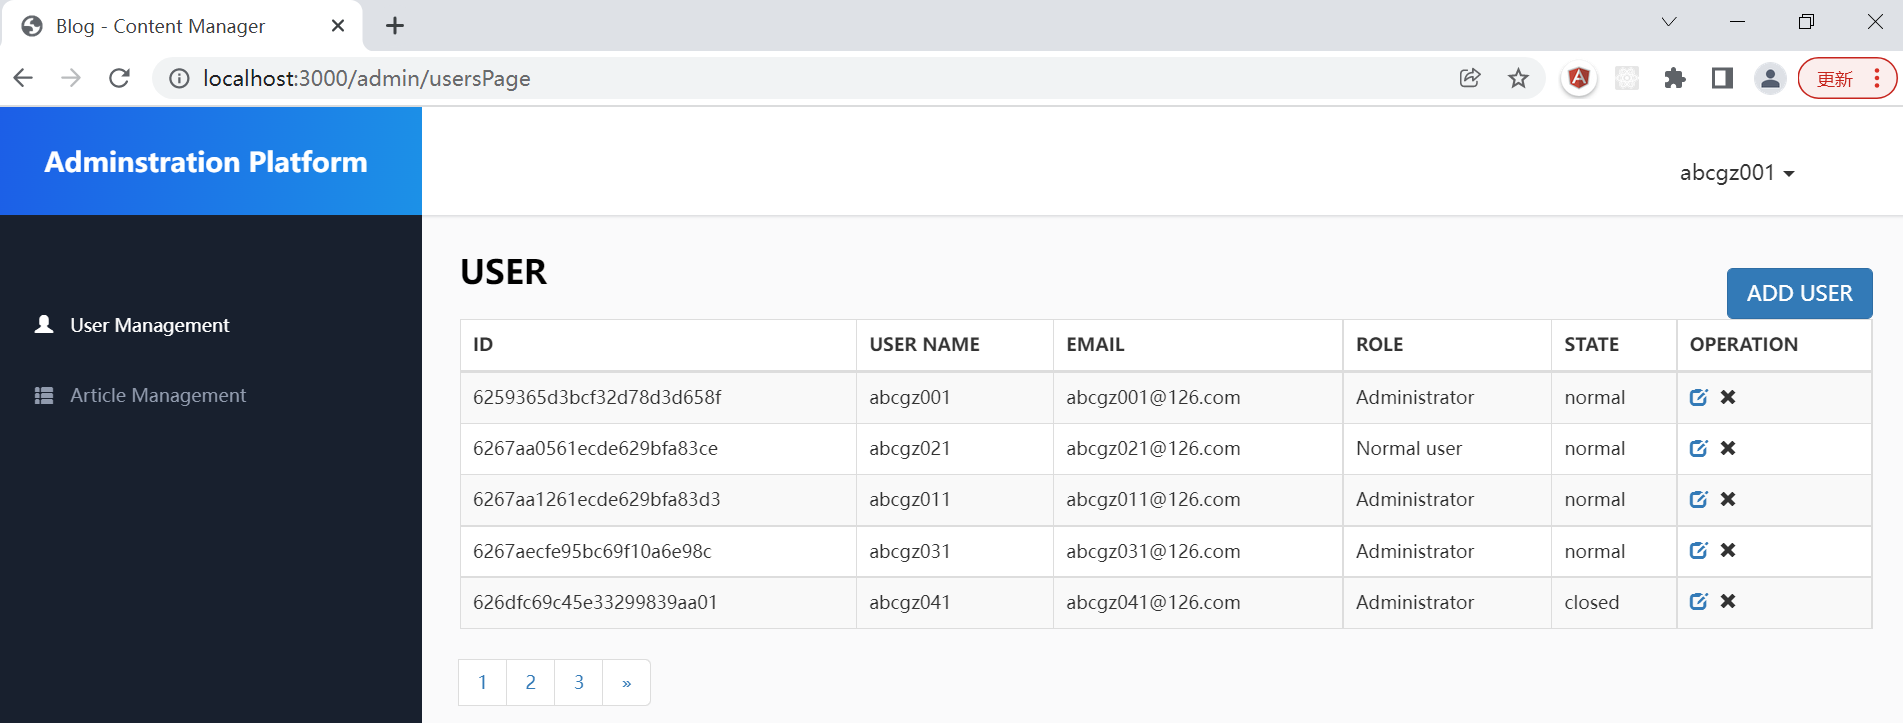 Blog - Content Manager
localhost:3000/admin/usersPage
更新
Adminstration Platform
abcgz001
User Management
Article Management
USER
ADD USER
ID USER NAME EMAIL ROLE STATE OPERATION
6259365d3bcf32d78d3d658f abcgz001 abcgz001@126.com Administrator normal
6267aa0561ecde629bfa83ce abcgz021 abcgz021@126.com Normal user normal
6267aa1261ecde629bfa83d3 abcgz011 abcgz011@126.com Administrator normal
6267aecfe95bc69f10a6e98c abcgz031 abcgz031@126.com Administrator normal
626dfc69c45e33299839aa01 abcgz041 abcgz041@126.com Administrator closed
1 2 3 »